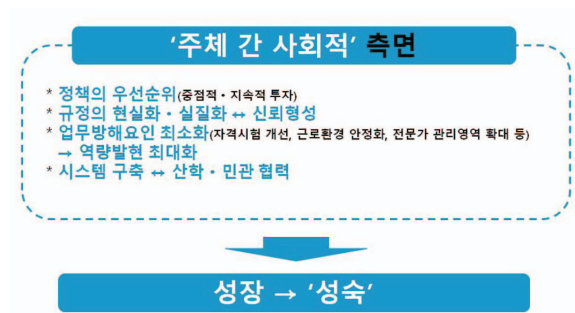 ‘주체 간 사회적’ 측면
* 정책의 우선순위(중점적・지속적 투자)
* 규정의 현실화・실질화 ↔ 신뢰형성
* 업무방해요인 최소화(자격시험 개선, 근로환경 안정화, 전문가 관리영역 확대 등)
→ 역량발현 최대화
* 시스템 구축 ↔ 산학・민관 협력
성장 → ‘성숙’